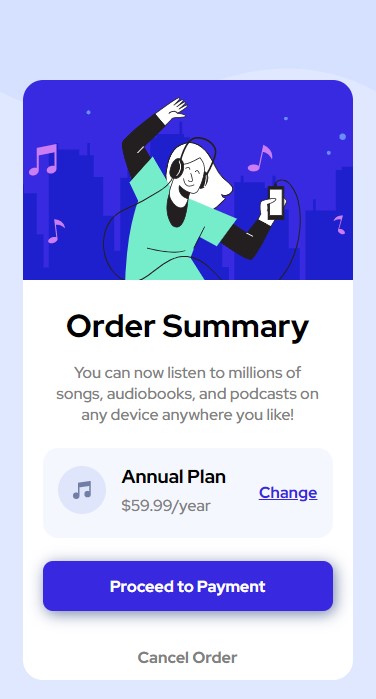 Order Summary
You can now listen to millions of
songs, audiobooks, and podcasts on
any device anywhere you like!
Annual Plan
$59.99/year
Change
Proceed to Payment
Cancel Order